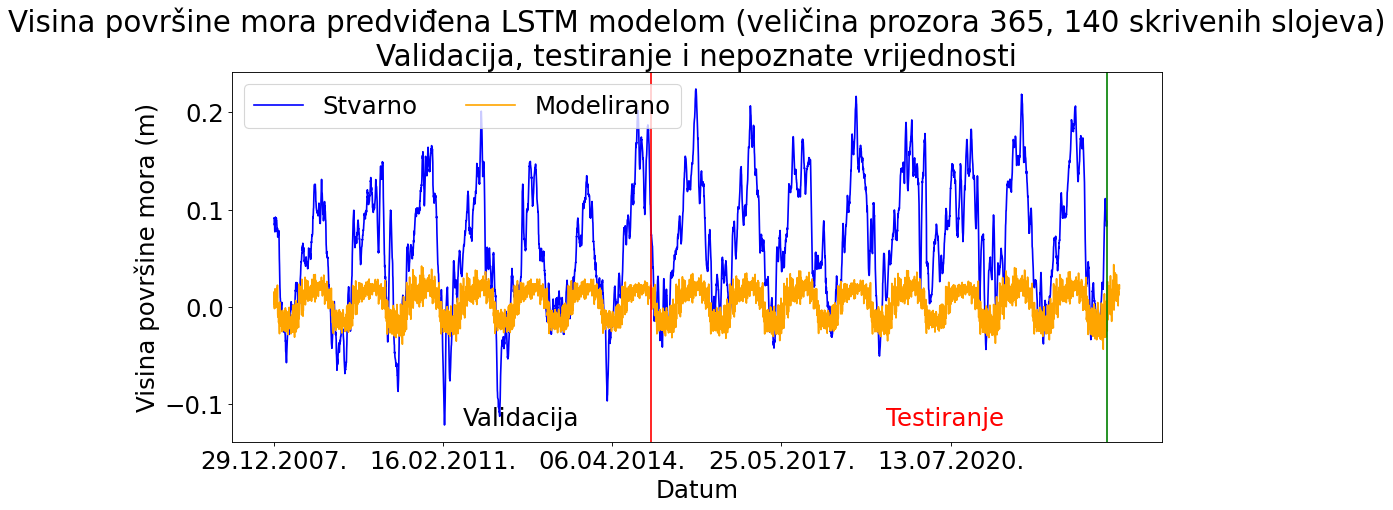 Visina površine mora predviđena LSTM modelom (veličina prozora 365, 140 skrivenih slojeva)
Validacija, testiranje i nepoznate vrijednosti
Stvarno
Modelirano
Visina površine mora (m)
0.2
0.1
0.0
−0.1
Validacija
Testiranje
29.12.2007.
16.02.2011.
06.04.2014.
25.05.2017.
13.07.2020.
Datum